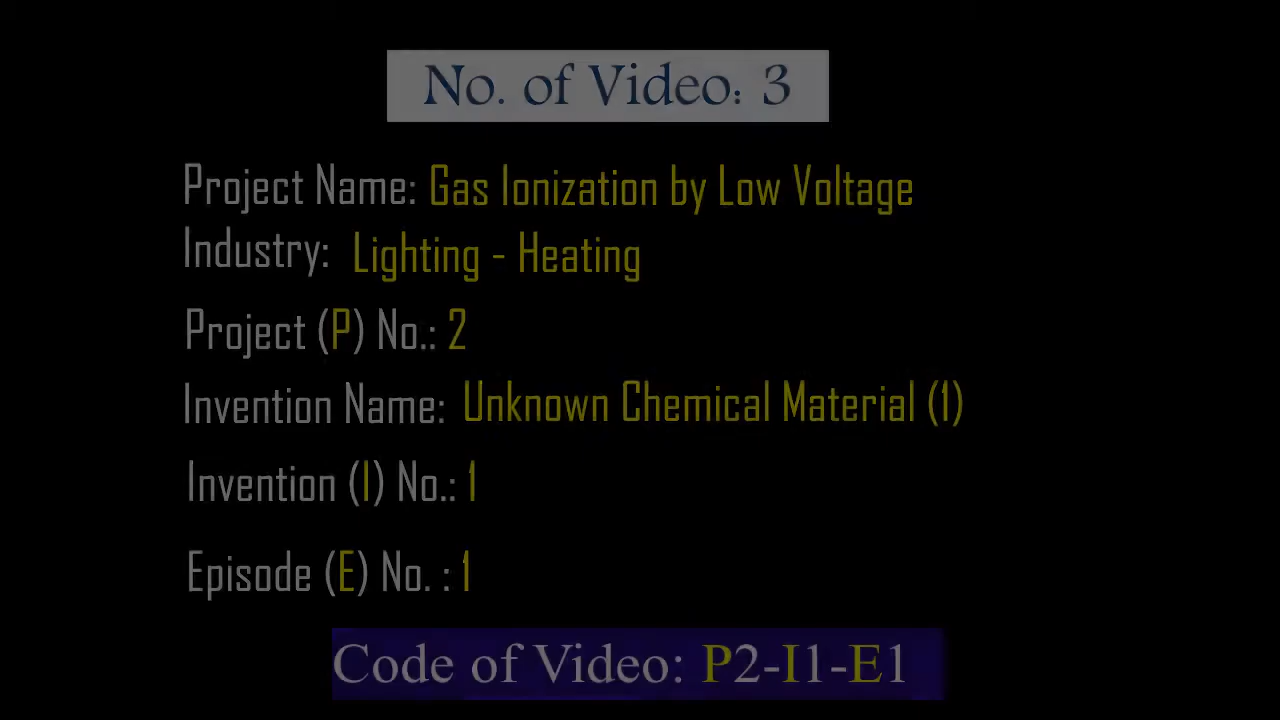 No. of Video: 3
Project Name: Gas Ionization by Low Voltage
Industry: Lighting - Heating
Project (P) No.: 2
Invention Name: Unknown Chemical Material (1)
Invention (I) No.: 1
Episode (E) No. : 1
Code of Video: P2-I1-E1